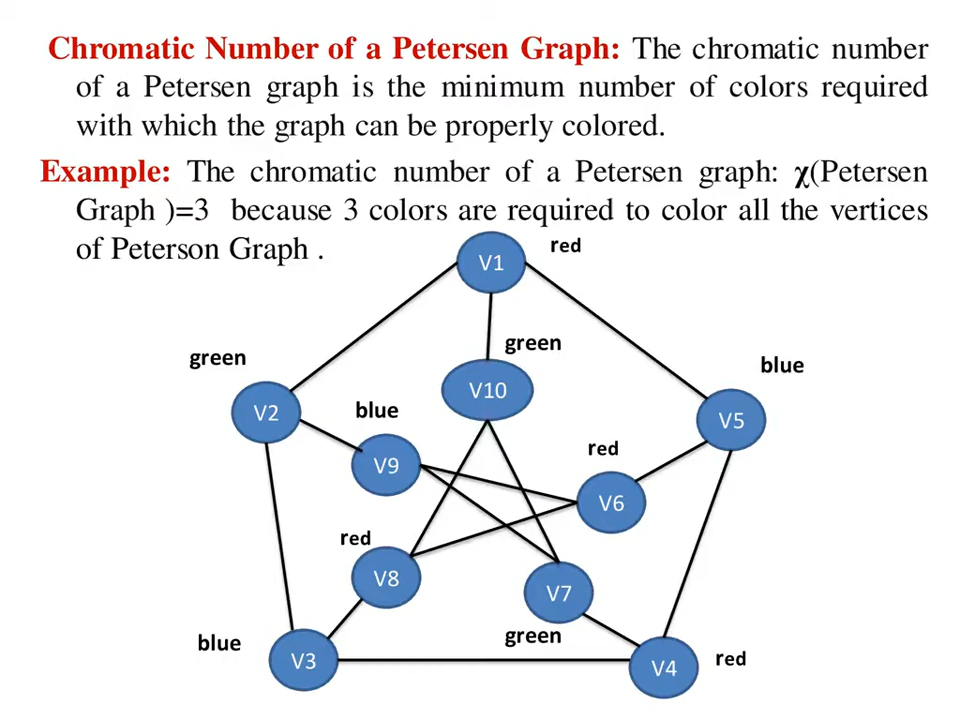 Chromatic Number of a Petersen Graph: The chromatic number
of a Petersen graph is the minimum number of colors required
with which the graph can be properly colored.
Example: The chromatic number of a Petersen graph: χ(Petersen
Graph )=3 because 3 colors are required to color all the vertices
of Peterson Graph .
red
V1
green
green
blue
V10
blue
V2
V5
red
V9
V6
red
V8
V7
green
blue
V3
red
V4